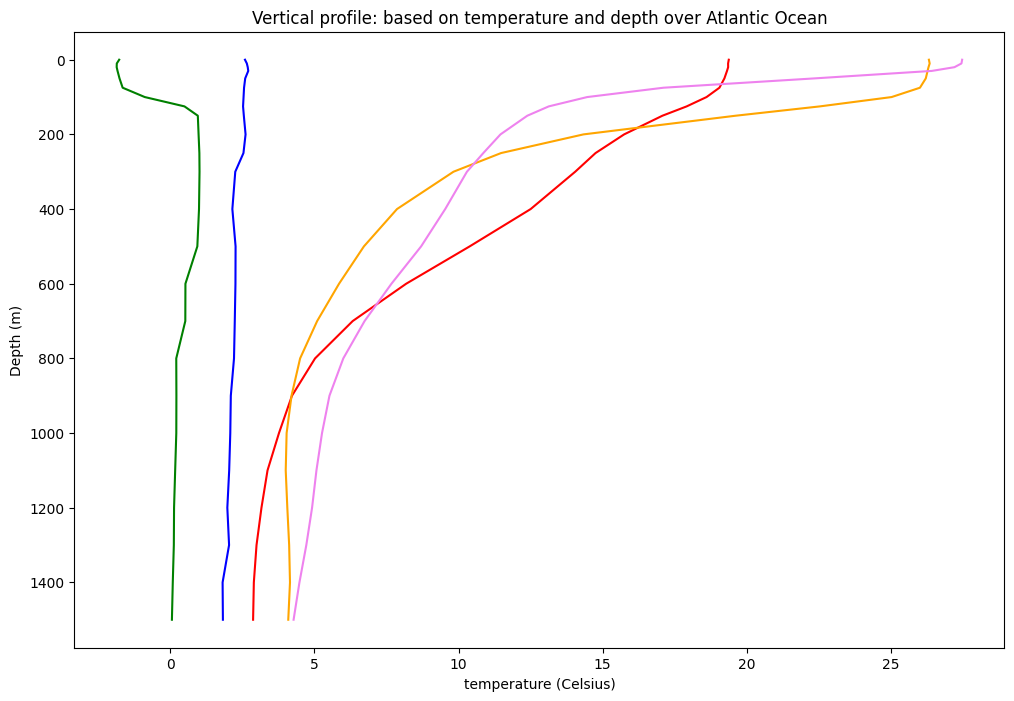 Vertical profile: based on temperature and depth over Atlantic Ocean
Depth (m)
0
200
400
600
800
1000
1200
1400
0 5 10 15 20 25
temperature (Celsius)